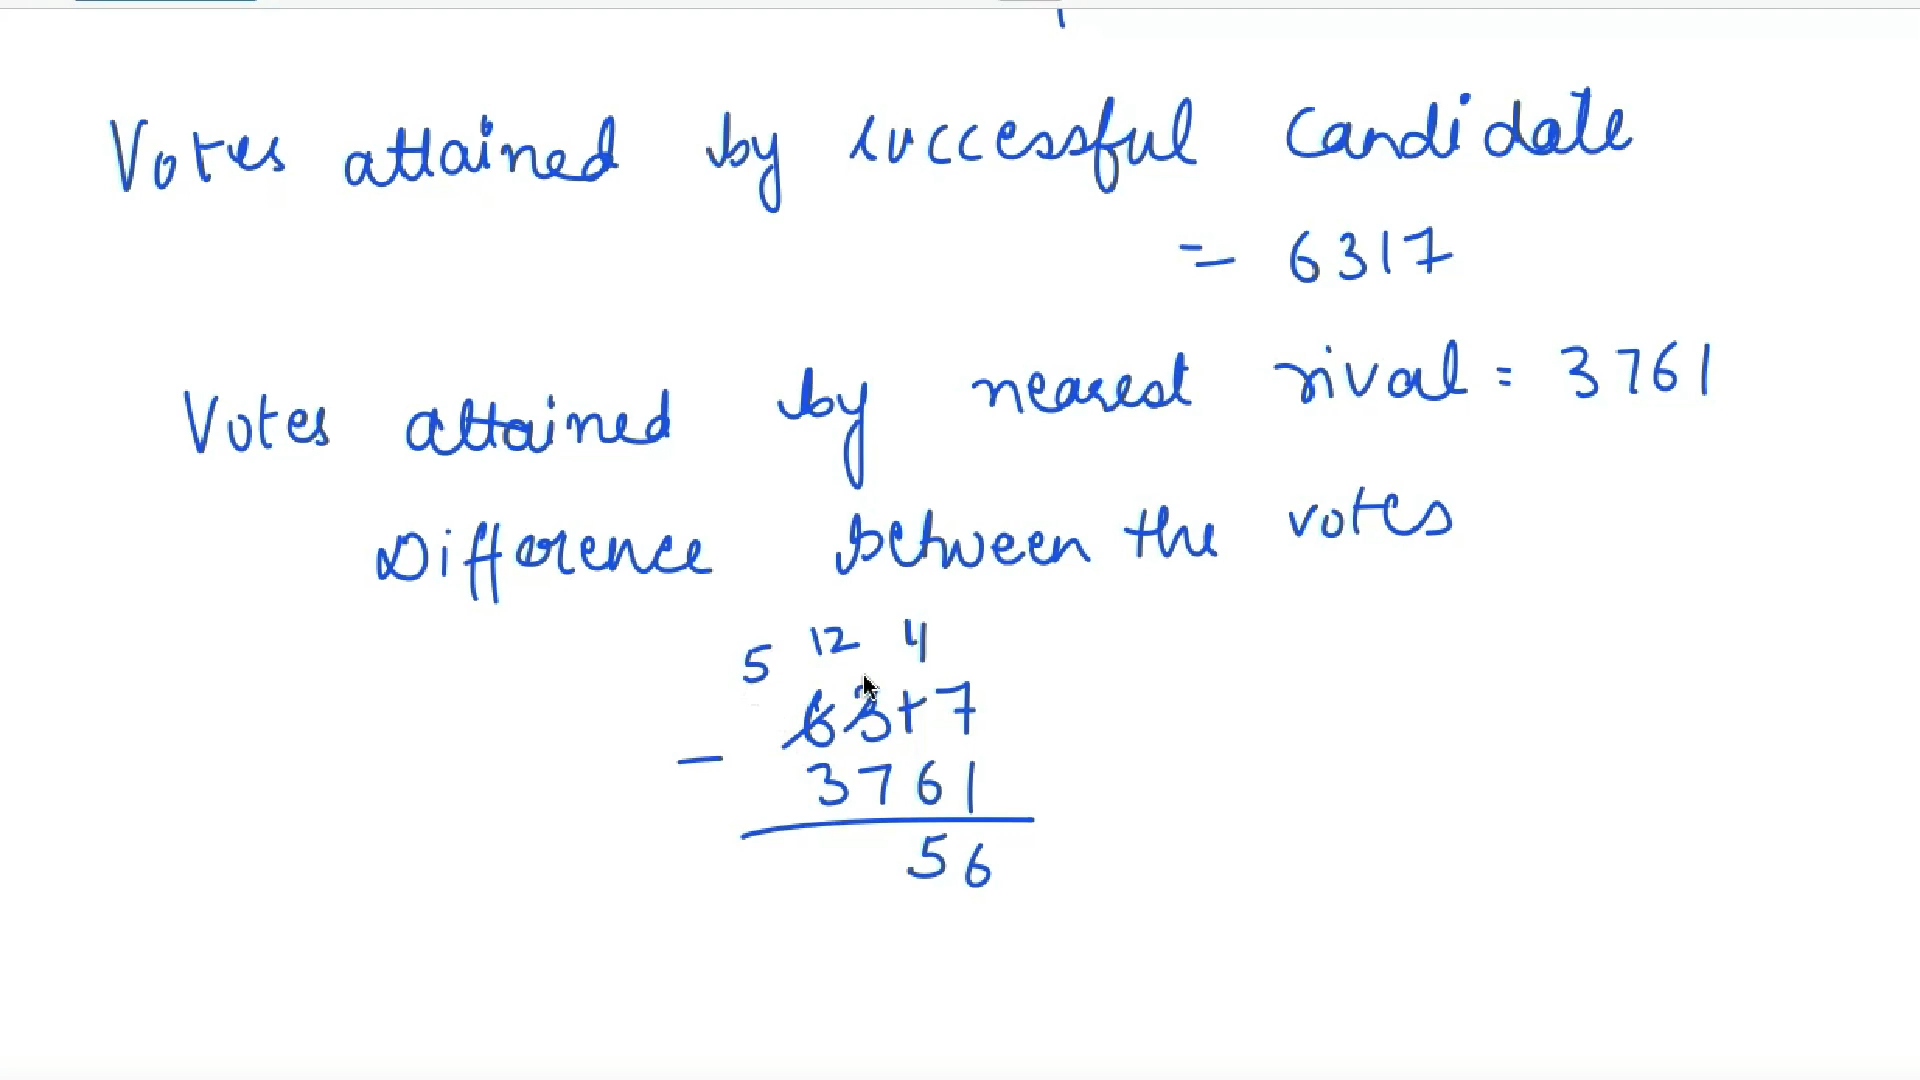 Votes attained by successful candidate
= 6317
Votes attained by nearest rival = 3761
Difference between the votes
5 12 4
6317
- 3761
56